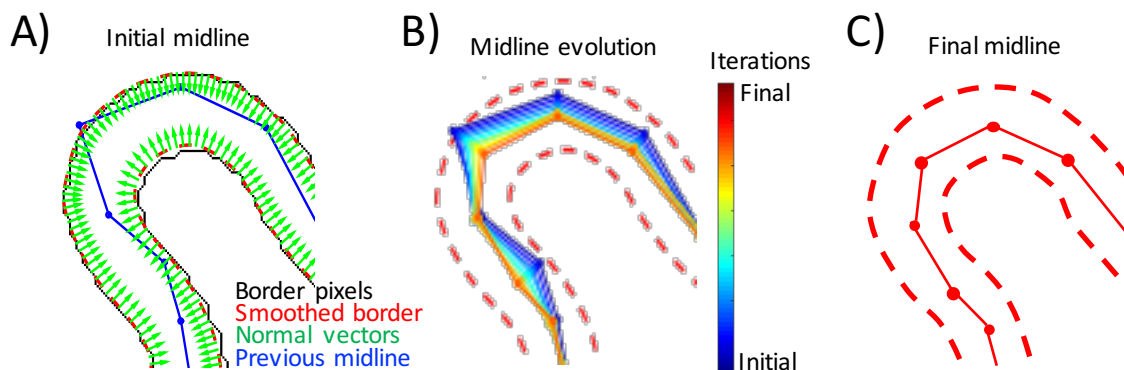 A)
Initial midline
Border pixels
Smoothed border
Normal vectors
Previous midline
B)
Midline evolution
Iterations
Final
Initial
C)
Final midline